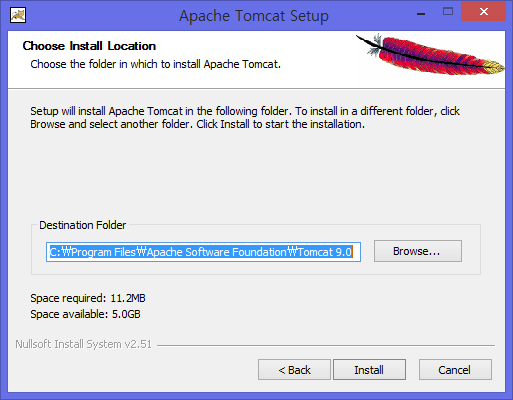 Apache Tomcat Setup
Choose Install Location
Choose the folder in which to install Apache Tomcat.
Setup will install Apache Tomcat in the following folder. To install in a different folder, click
Browse and select another folder. Click Install to start the installation.
Destination Folder
C:₩Program Files₩Apache Software Foundation₩Tomcat 9.0
Browse...
Space required: 11.2MB
Space available: 5.0GB
Nullsoft Install System v2.51
< Back
Install
Cancel